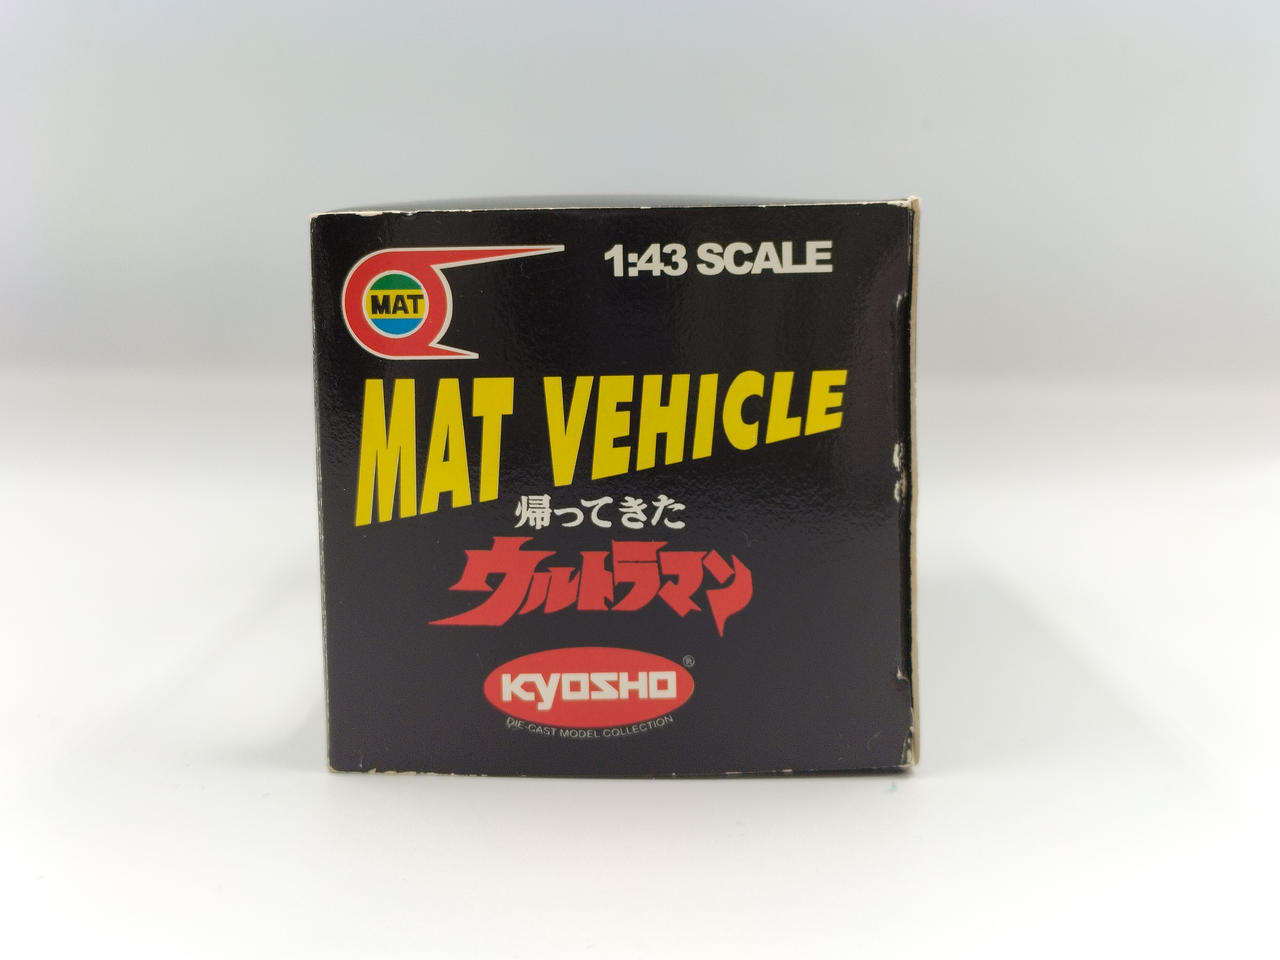 MAT
1:43 SCALE
MAT VEHICLE
帰ってきた
ウルトラマン
KYOSHO ®
DIE-CAST MODEL COLLECTION